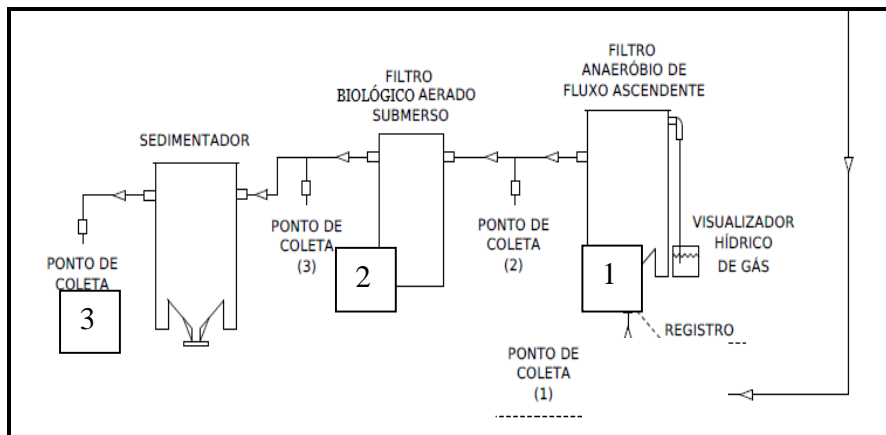 FILTRO
ANAERÓBIO DE
FLUXO ASCENDENTE
FILTRO
BIOLÓGICO AERADO
SUBMERSO
SEDIMENTADOR
VISUALIZADOR
HÍDRICO
DE GÁS
PONTO DE
COLETA
(3)
PONTO DE
COLETA
(2)
PONTO DE
COLETA
3
2
1
REGISTRO
PONTO DE
COLETA
(1)